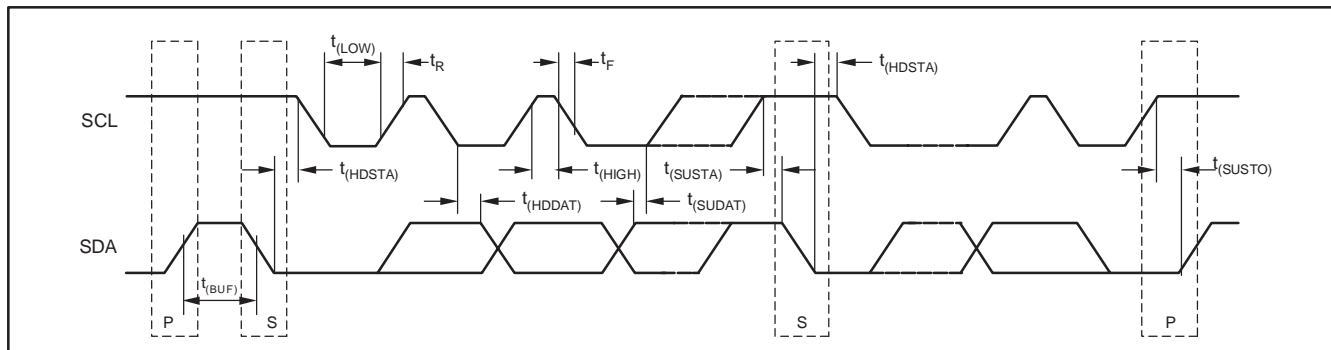 t(LOW)
tR
tF
t(HDSTA)
SCL
t(HDSTA)
t(HIGH)
t(SUSTA)
t(SUSTO)
t(HDDAT)
t(SUDAT)
SDA
t(BUF)
P
S
S
P